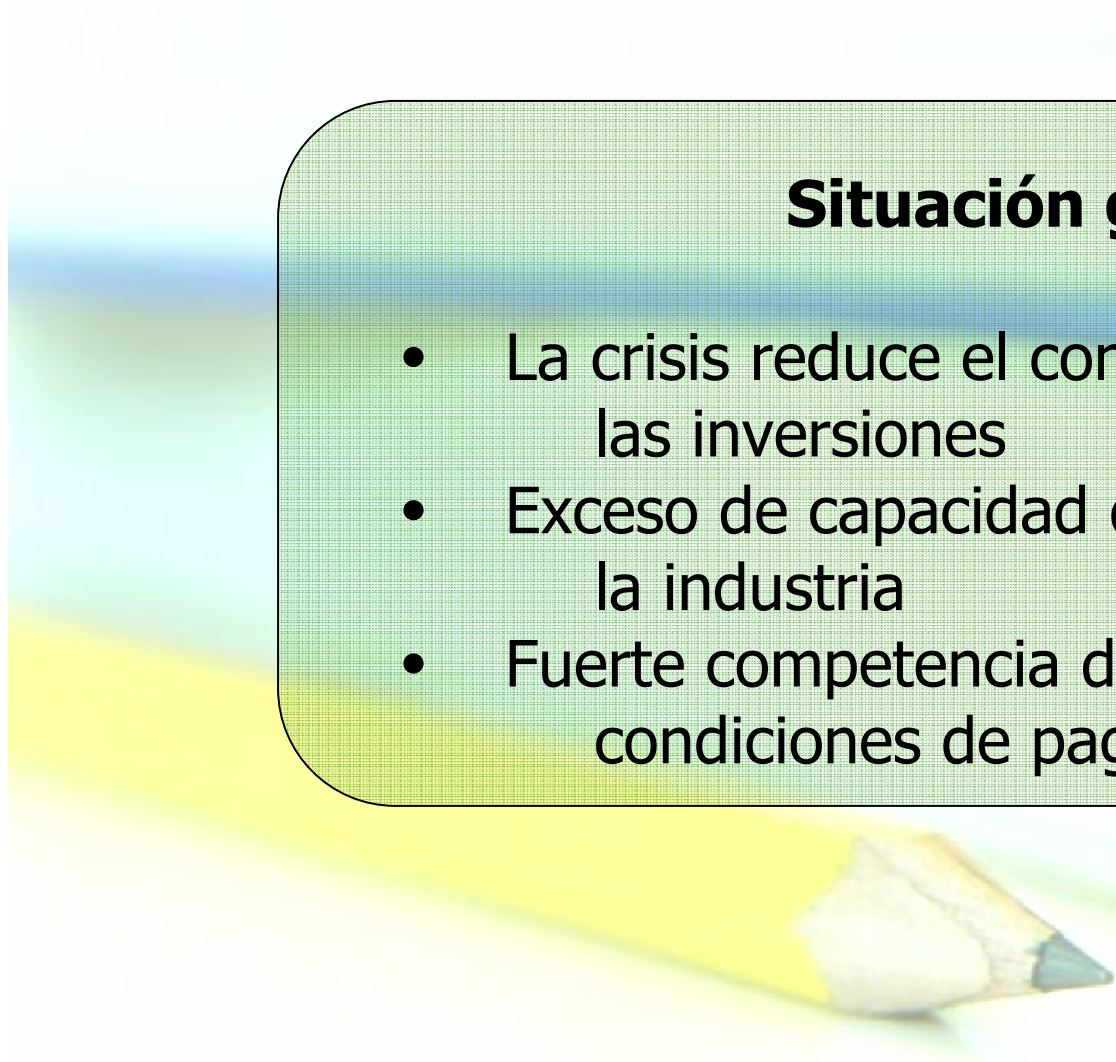 Situación
• La crisis reduce el
las inversiones
• Exceso de capacidad
la industria
• Fuerte competencia
condiciones de